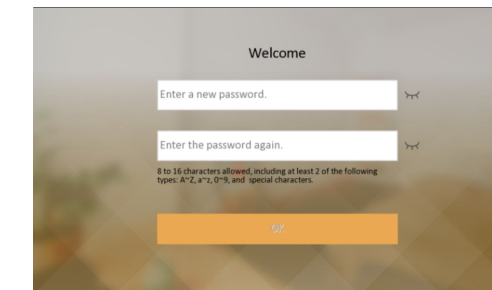 Welcome
Enter a new password.
Enter the password again.
8 to 16 characters allowed, including at least 2 of the following
types: A~Z, a~z, 0~9, and special characters.
OK